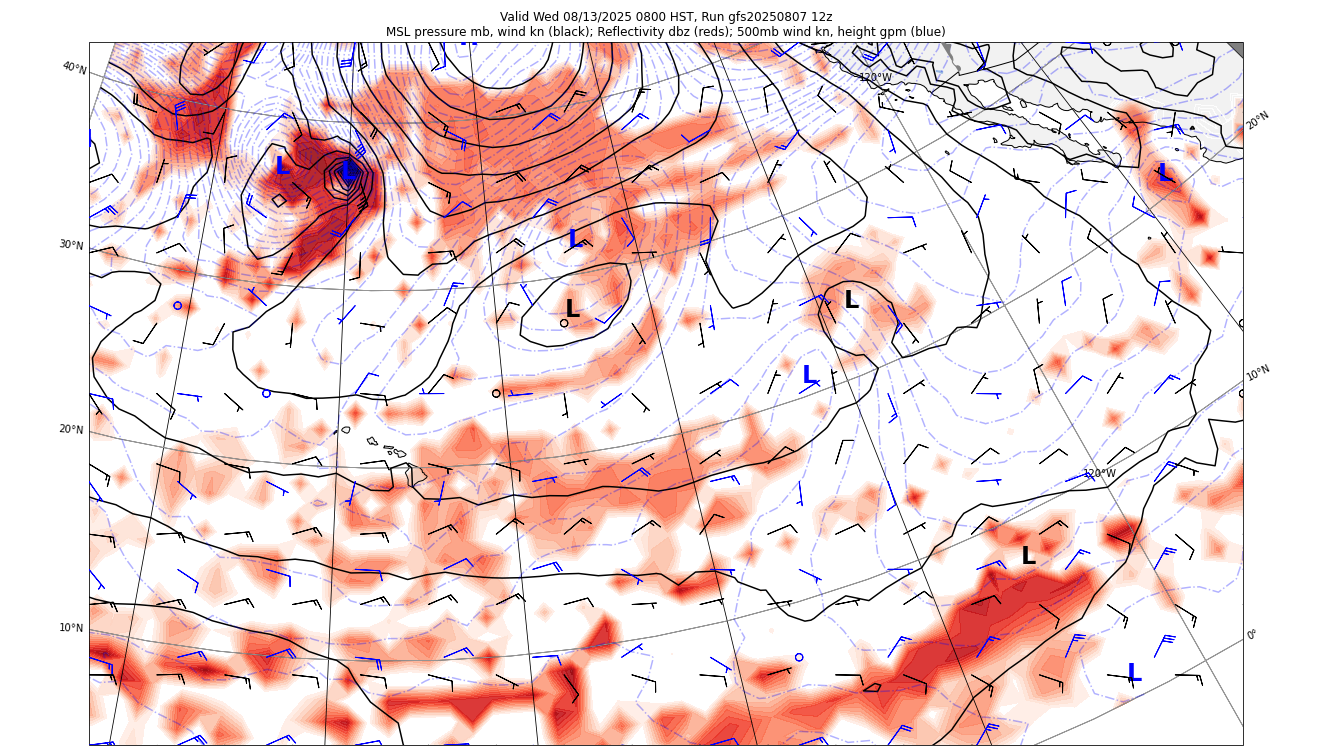 Valid Wed 08/13/2025 0800 HST, Run gfs20250807 12z
MSL pressure mb, wind kn (black); Reflectivity dbz (reds); 500mb wind kn, height gpm (blue)
40°N
120°W
20°N
L
L
L
L
30°N
L
L
10°N
L
20°N
120°W
L
10°N
0°
L